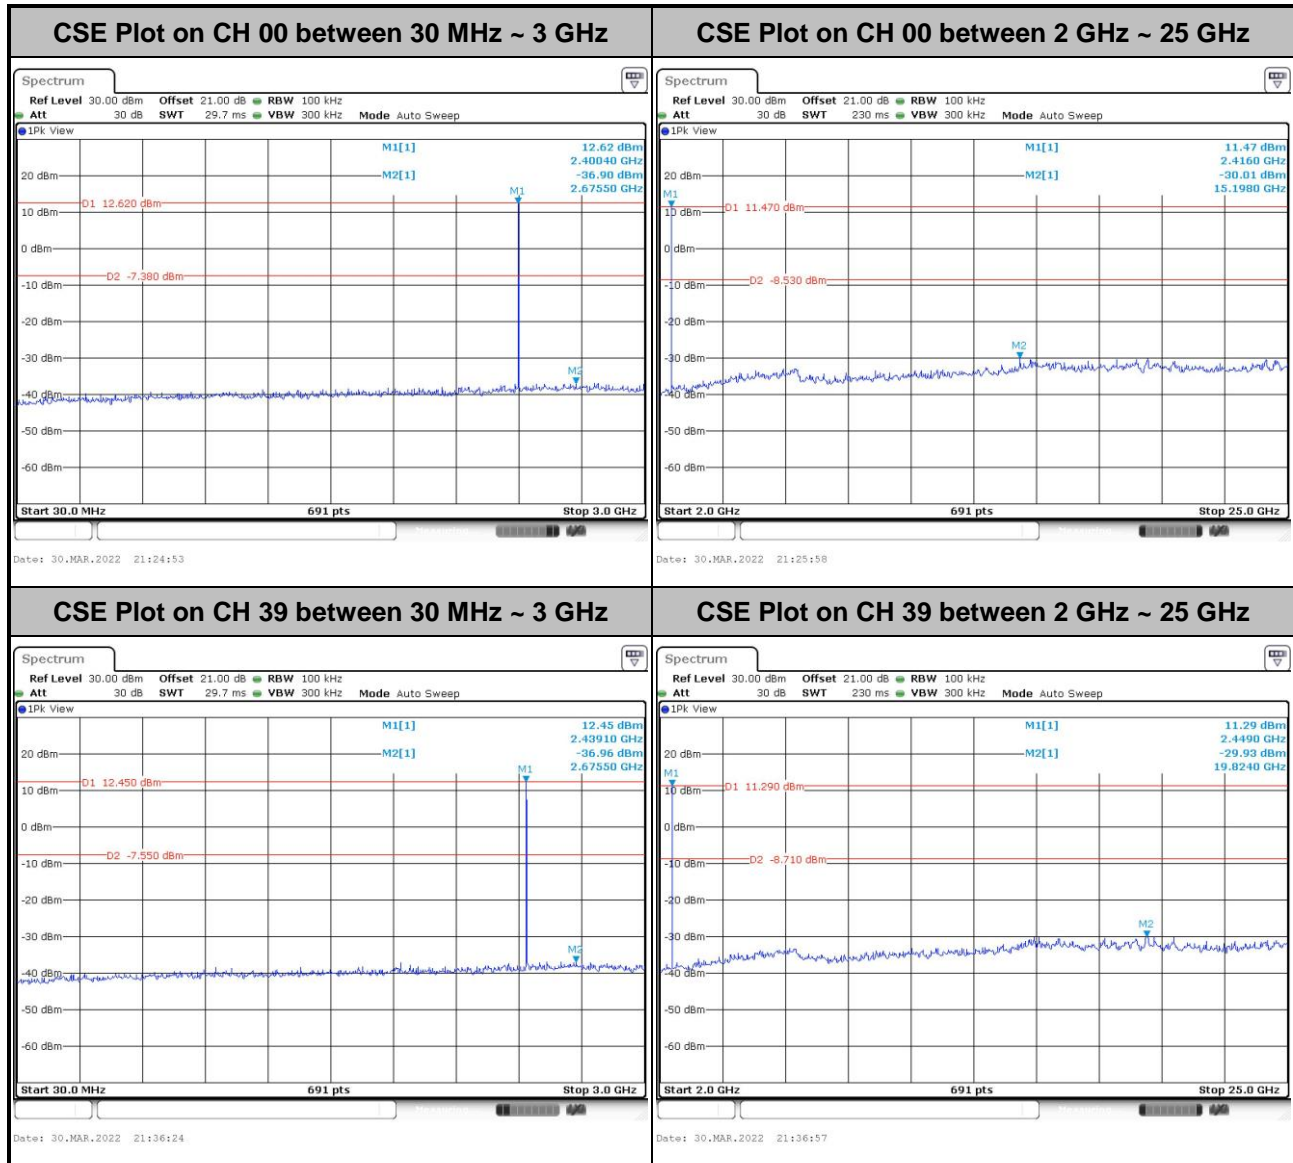 CSE Plot on CH 00 between 30 MHz ~ 3 GHz
Spectrum
Ref Level 30.00 dBm Offset 21.00 dB RBW 100 kHz
Att 30 dB SWT 29.7 ms VBW 300 kHz Mode Auto Sweep
1Pk View
M1[1] 12.62 dBm
2.40040 GHz
20 dBm M2[1] -36.90 dBm
2.67550 GHz
M1
D1 12.620 dBm
10 dBm
0 dBm
D2 -7.380 dBm
-10 dBm
-20 dBm
-30 dBm
M2
-40 dBm
-50 dBm
-60 dBm
Start 30.0 MHz 691 pts Stop 3.0 GHz
Date: 30.MAR.2022 21:24:53
CSE Plot on CH 00 between 2 GHz ~ 25 GHz
Spectrum
Ref Level 30.00 dBm Offset 21.00 dB RBW 100 kHz
Att 30 dB SWT 230 ms VBW 300 kHz Mode Auto Sweep
1Pk View
M1[1] 11.47 dBm
2.4160 GHz
20 dBm M2[1] -30.01 dBm
15.1980 GHz
M1
D1 11.470 dBm
10 dBm
0 dBm
D2 -8.530 dBm
-10 dBm
-20 dBm
M2
-30 dBm
-40 dBm
-50 dBm
-60 dBm
Start 2.0 GHz 691 pts Stop 25.0 GHz
Date: 30.MAR.2022 21:25:58
CSE Plot on CH 39 between 30 MHz ~ 3 GHz
Spectrum
Ref Level 30.00 dBm Offset 21.00 dB RBW 100 kHz
Att 30 dB SWT 29.7 ms VBW 300 kHz Mode Auto Sweep
1Pk View
M1[1] 12.45 dBm
2.43910 GHz
20 dBm M2[1] -36.96 dBm
2.67550 GHz
M1
D1 12.450 dBm
10 dBm
0 dBm
D2 -7.550 dBm
-10 dBm
-20 dBm
-30 dBm
M2
-40 dBm
-50 dBm
-60 dBm
Start 30.0 MHz 691 pts Stop 3.0 GHz
Date: 30.MAR.2022 21:36:24
CSE Plot on CH 39 between 2 GHz ~ 25 GHz
Spectrum
Ref Level 30.00 dBm Offset 21.00 dB RBW 100 kHz
Att 30 dB SWT 230 ms VBW 300 kHz Mode Auto Sweep
1Pk View
M1[1] 11.29 dBm
2.4490 GHz
20 dBm M2[1] -29.93 dBm
19.8240 GHz
M1
D1 11.290 dBm
10 dBm
0 dBm
D2 -8.710 dBm
-10 dBm
-20 dBm
M2
-30 dBm
-40 dBm
-50 dBm
-60 dBm
Start 2.0 GHz 691 pts Stop 25.0 GHz
Date: 30.MAR.2022 21:36:57